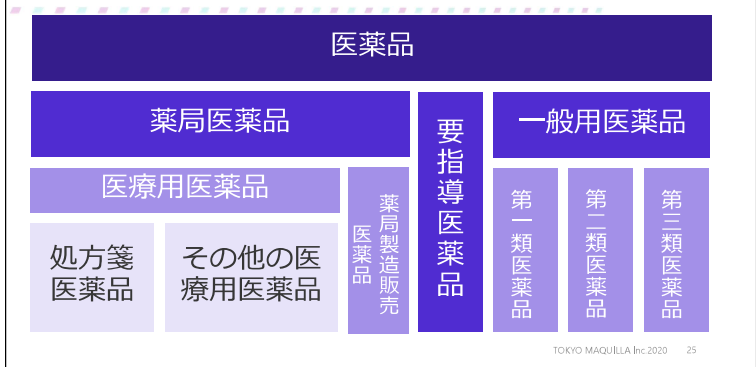 医薬品
薬局医薬品
要指導医薬品
一般用医薬品
医療用医薬品
薬局製造販売
医薬品
第一類医薬品
第二類医薬品
第三類医薬品
処方箋
医薬品
その他の医
療用医薬品
TOKYO MAQUILLA Inc.2020 25